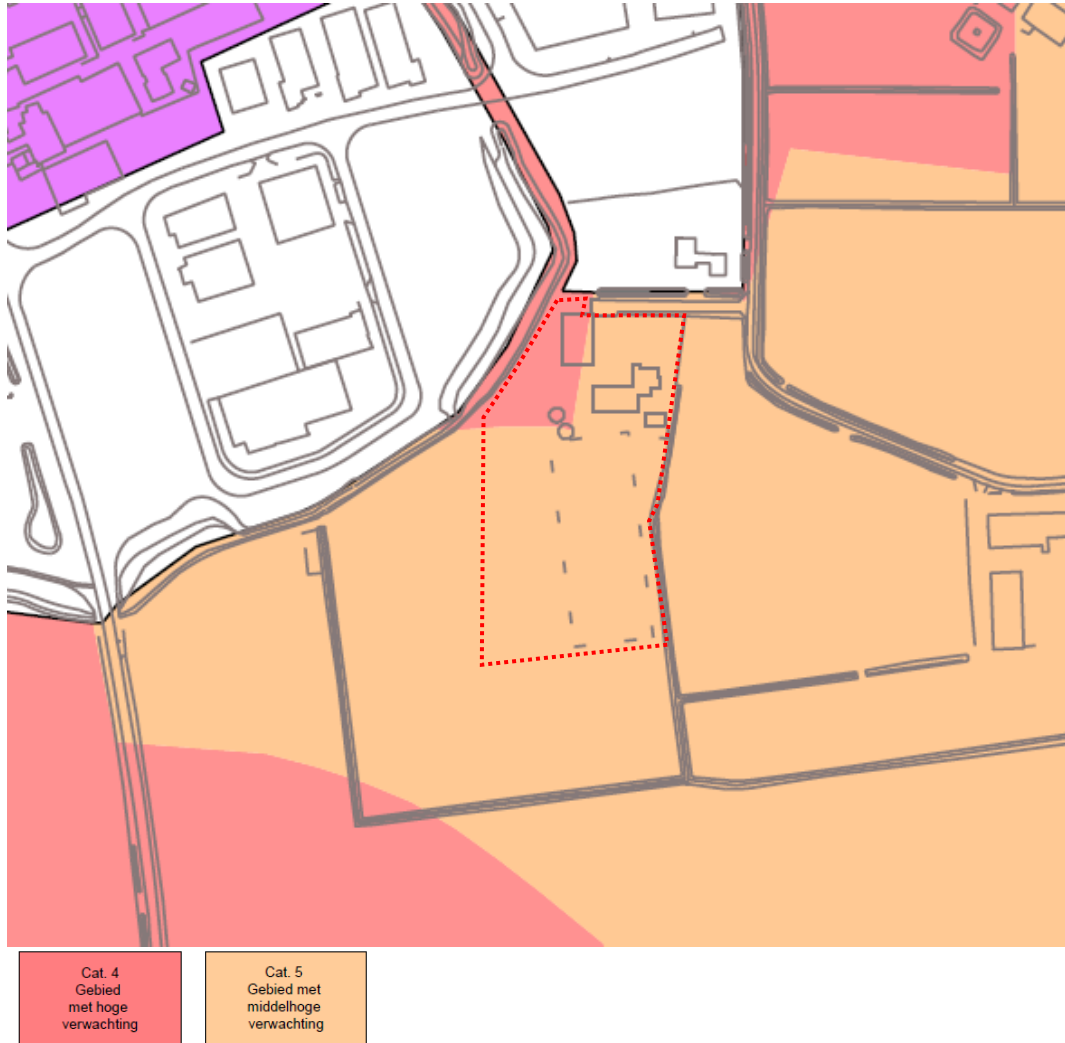 Cat. 4
Gebied
met hoge
verwachting
Cat. 5
Gebied met
middelhoge
verwachting